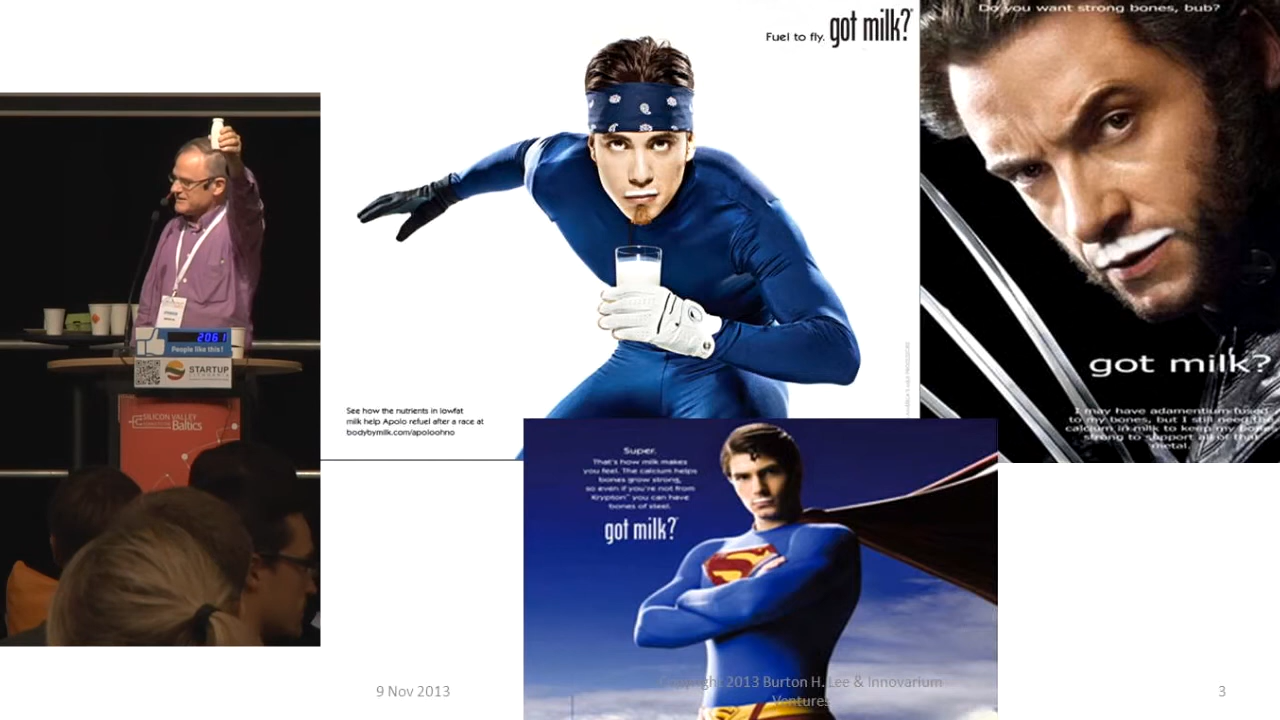 2061
People like this!
STARTUP
SILICON VALLEY
Baltics
Fuel to fly. got milk?
See how the nutrients in lowfat
milk help Apolo refuel after a race at
bodybymilk.com/apoloohno
Do you want strong bones, bub?
got milk?
I may have adamentium fused
to my bones, but I still need the
calcium in milk to keep my bones
strong to support all of that
metal.
Super.
That's how milk makes
you feel. The calcium helps
bones grow strong,
so even if you're not from
Krypton™ you can have
bones of steel.
got milk?
9 Nov 2013
Copyright 2013 Burton H. Lee & Innovarium
Ventures
3